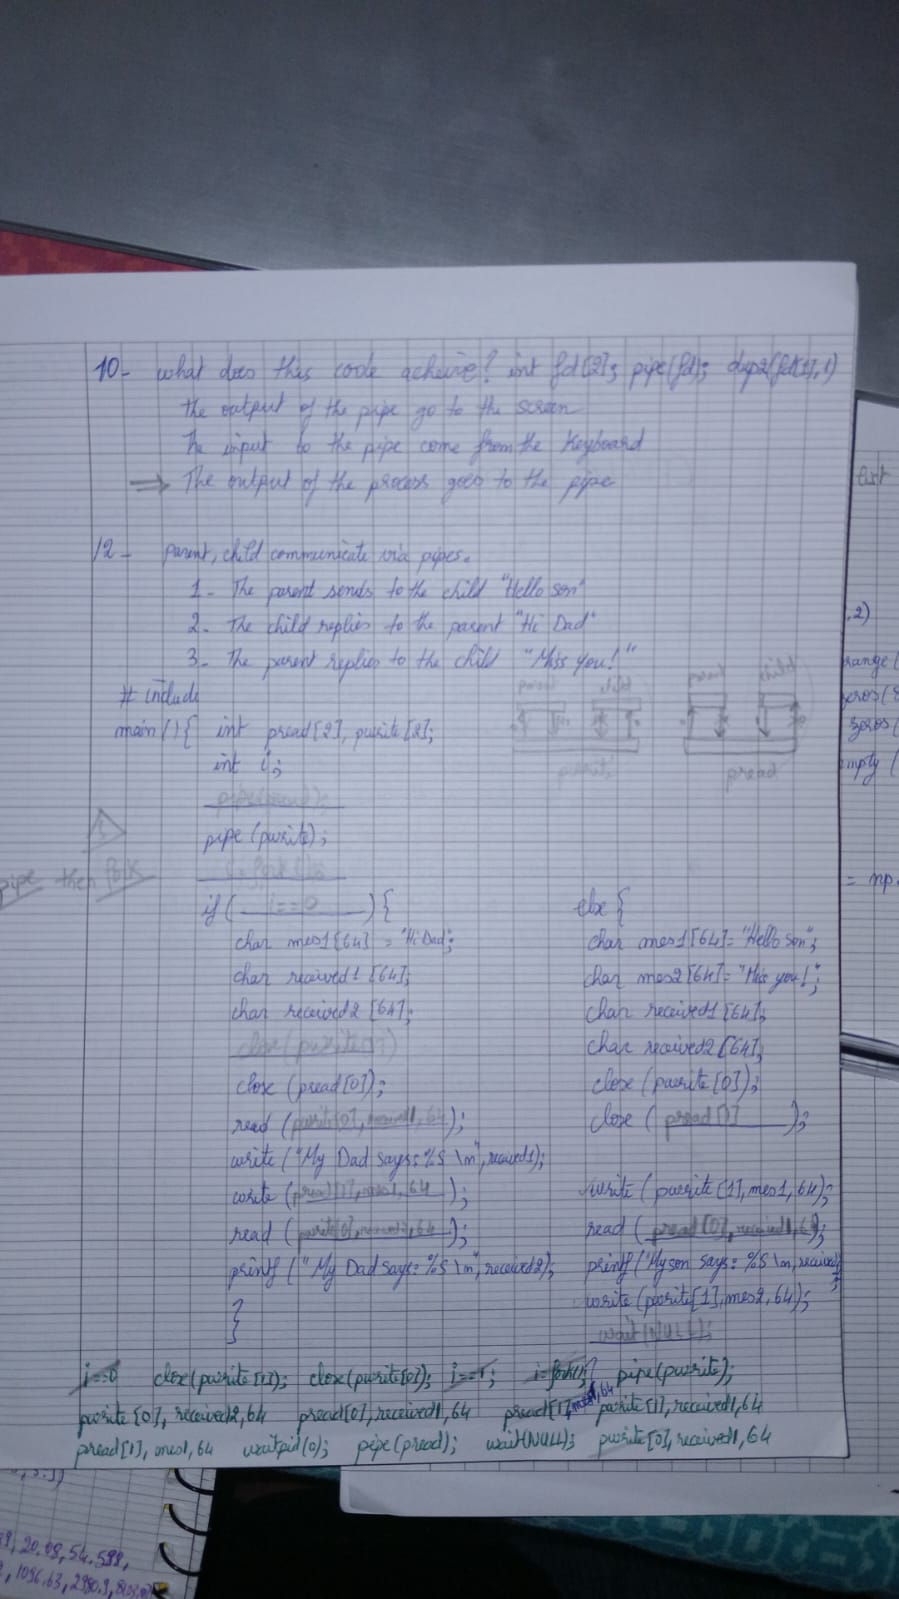 10- what does this code acheive? int fd[2]; pipe(fd); dup2(fd[1],1)
the output of the pipe go to the screen
The input to the pipe come from the keyboard
⇒ The output of the process goes to the pipe
12- parent, child communicate via pipes.
1- The parent sends to the child "Hello son"
2- The child replies to the parent "Hi Dad"
3- The parent replies to the child "Miss you!"
# include
main(){ int pread[2], pwrite[2];
int i;
pwrite pread
pipe(pread);
pipe (pwrite);
i=fork();
pipe then fork
if ( i==0 ) {
char mes1[64] = "Hi Dad";
char received1 [64];
char received2 [64];
close(pwrite[1])
close (pread[0]);
read (pwrite[0], received1, 64);
write ("My Dad says: %S \n", received1);
write (pread[1], mes1, 64);
read (pwrite[0], received2, 64);
printf ("My Dad says: %S \n", received2);
}
else {
char mes1[64]= "Hello son";
char mes2[64]= "Miss you!";
char received1[64];
char received2[64];
close (pwrite[0]);
close ( pread[1] );
write (pwrite[1], mes1, 64);
read (pread[0], received1, 64);
printf ("My son says: %S \n, received
write (pwrite[1], mes2, 64);
wait(NULL);
i==0 close(pwrite[1]); close(pwrite[0]); i==1; i=fork(); pipe(pwrite);
pwrite[0], received2, 64 pread[0], received1, 64 pread[1], mes1, 64 pwrite[1], received1, 64
pread[1], mes1, 64 waitpid(0); pipe(pread); wait(NULL); pwrite[0], received1, 64
list
.2)
range(
zeros(
zeros(
empty (
= np.
, 20.08, 54.598,
, 1096.63, 2980.9,